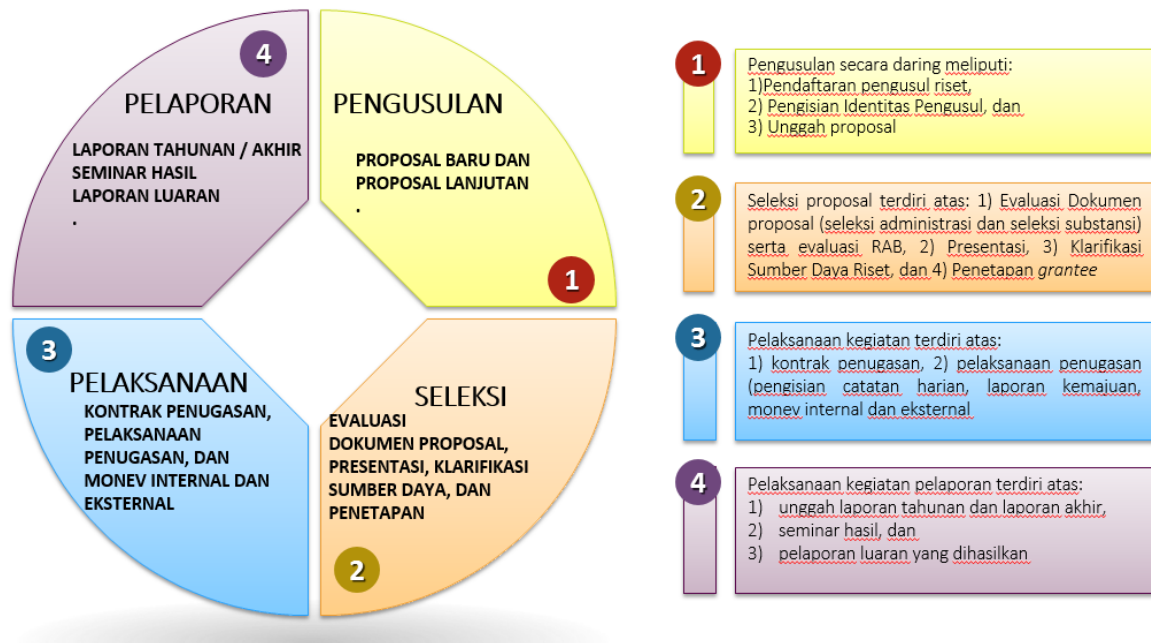 4
PELAPORAN
LAPORAN TAHUNAN / AKHIR
SEMINAR HASIL
LAPORAN LUARAN
.
PENGUSULAN
PROPOSAL BARU DAN
PROPOSAL LANJUTAN
.
1
3
PELAKSANAAN
KONTRAK PENUGASAN,
PELAKSANAAN
PENUGASAN, DAN
MONEV INTERNAL DAN
EKSTERNAL
SELEKSI
EVALUASI
DOKUMEN PROPOSAL,
PRESENTASI, KLARIFIKASI
SUMBER DAYA, DAN
PENETAPAN
2
1
Pengusulan secara daring meliputi:
1)Pendaftaran pengusul riset,
2) Pengisian Identitas Pengusul, dan
3) Unggah proposal
2
Seleksi proposal terdiri atas: 1) Evaluasi Dokumen
proposal (seleksi administrasi dan seleksi substansi)
serta evaluasi RAB, 2) Presentasi, 3) Klarifikasi
Sumber Daya Riset, dan 4) Penetapan grantee
3
Pelaksanaan kegiatan terdiri atas:
1) kontrak penugasan, 2) pelaksanaan penugasan
(pengisian catatan harian, laporan kemajuan,
monev internal dan eksternal
4
Pelaksanaan kegiatan pelaporan terdiri atas:
1) unggah laporan tahunan dan laporan akhir,
2) seminar hasil, dan
3) pelaporan luaran yang dihasilkan